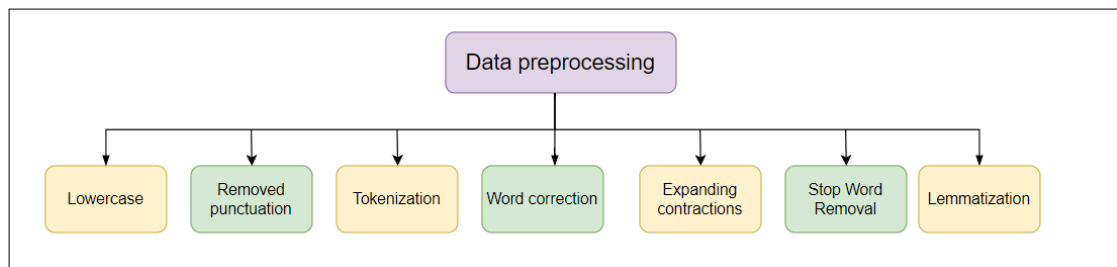 Data preprocessing
Lowercase
Removed
punctuation
Tokenization
Word correction
Expanding
contractions
Stop Word
Removal
Lemmatization